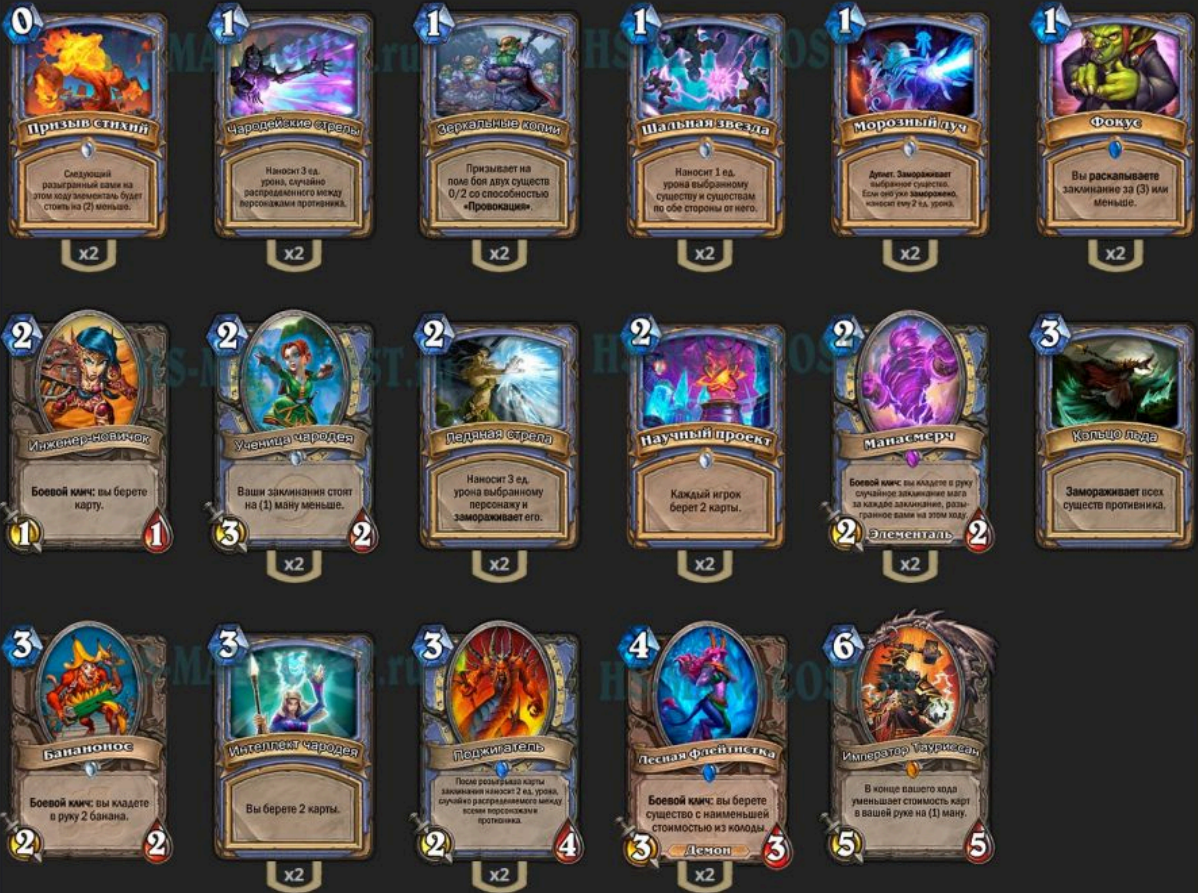 0
Призыв стихий
Следующий
разыгранный вами на
этом ходу элементаль будет
стоить на (2) меньше.
x2
1
Чародейские стрелы
Наносит 3 ед.
урона, случайно
распределенного между
персонажами противника.
x2
1
Зеркальные копии
Призывает на
поле боя двух существ
0/2 со способностью
«Провокация».
x2
1
Шальная звезда
Наносит 1 ед.
урона выбранному
существу и существам
по обе стороны от него.
x2
1
Морозный луч
Дуплет. Замораживает
выбранное существо.
Если оно уже заморожено,
наносит ему 2 ед. урона.
x2
1
Фокус
Вы раскапываете
заклинание за (3) или
меньше.
x2
2
Инженер-новичок
Боевой клич: вы берете
карту.
1
1
2
Ученица чародея
Ваши заклинания стоят
на (1) ману меньше.
3
2
x2
2
Ледяная стрела
Наносит 3 ед.
урона выбранному
персонажу и
замораживает его.
x2
2
Научный проект
Каждый игрок
берет 2 карты.
x2
2
Манасмерч
Боевой клич: вы кладете в руку
случайное заклинание мага
за каждое заклинание, разы-
гранное вами на этом ходу.
2
Элементаль
2
x2
3
Кольцо льда
Замораживает всех
существ противника.
3
Бананонос
Боевой клич: вы кладете
в руку 2 банана.
2
2
3
Интеллект чародея
Вы берете 2 карты.
x2
3
Поджигатель
После розыгрыша карты
заклинания наносит 2 ед. урона,
случайно распределяемого между
всеми персонажами
противника.
2
4
x2
4
Лесная флейтистка
Боевой клич: вы берете
существо с наименьшей
стоимостью из колоды.
3
Демон
3
x2
6
Император Тауриссан
В конце вашего хода
уменьшает стоимость карт
в вашей руке на (1) ману.
5
5